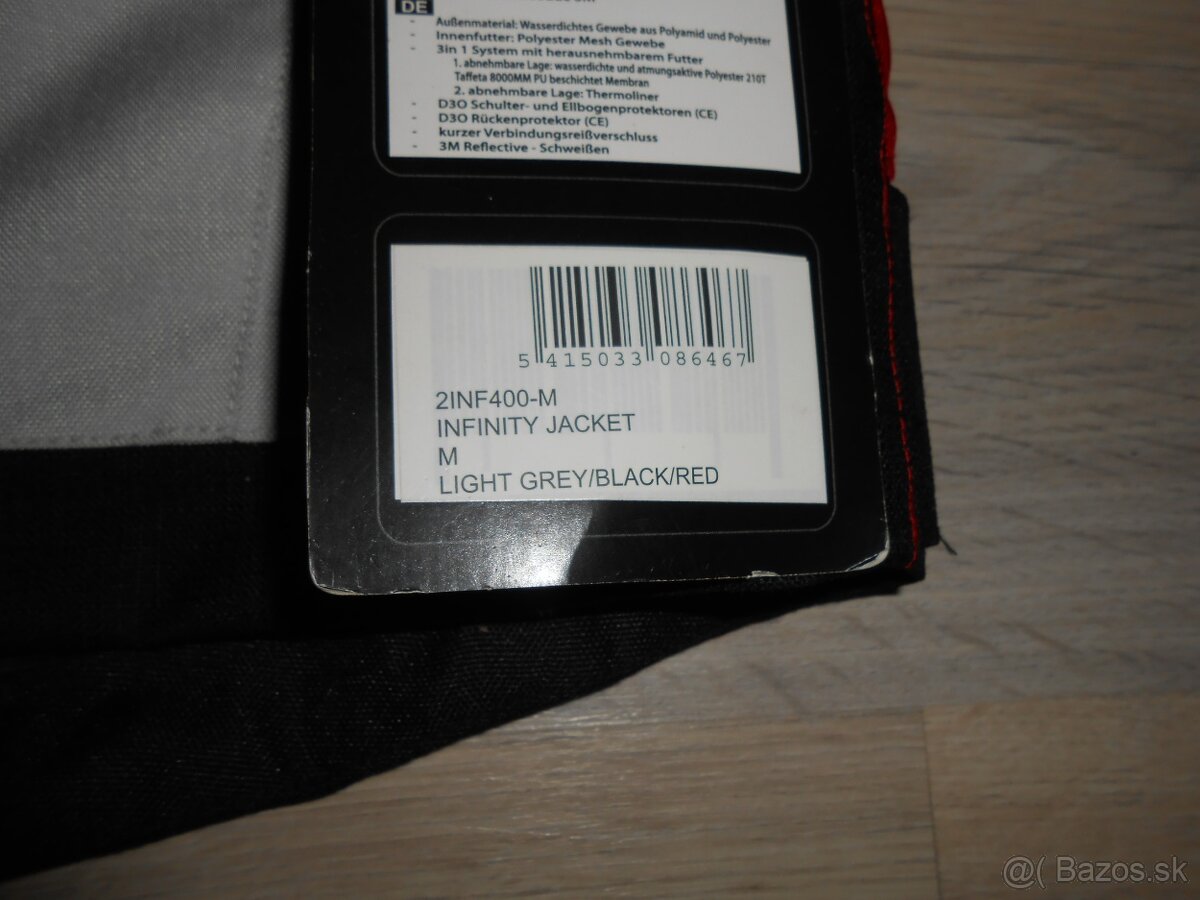 DE
- Außenmaterial: Wasserdichtes Gewebe aus Polyamid und Polyester
- Innenfutter: Polyester Mesh Gewebe
- 3in 1 System mit herausnehmbarem Futter
1. abnehmbare Lage: wasserdichte und atmungsaktive Polyester 210T
Taffeta 8000MM PU beschichtet Membran
2. abnehmbare Lage: Thermoliner
- D3O Schulter- und Ellbogenprotektoren (CE)
- D3O Rückenprotektor (CE)
- kurzer Verbindungsreißverschluss
- 3M Reflective - Schweißen
5 415033 086467
2INF400-M
INFINITY JACKET
M
LIGHT GREY/BLACK/RED
@( Bazos.sk